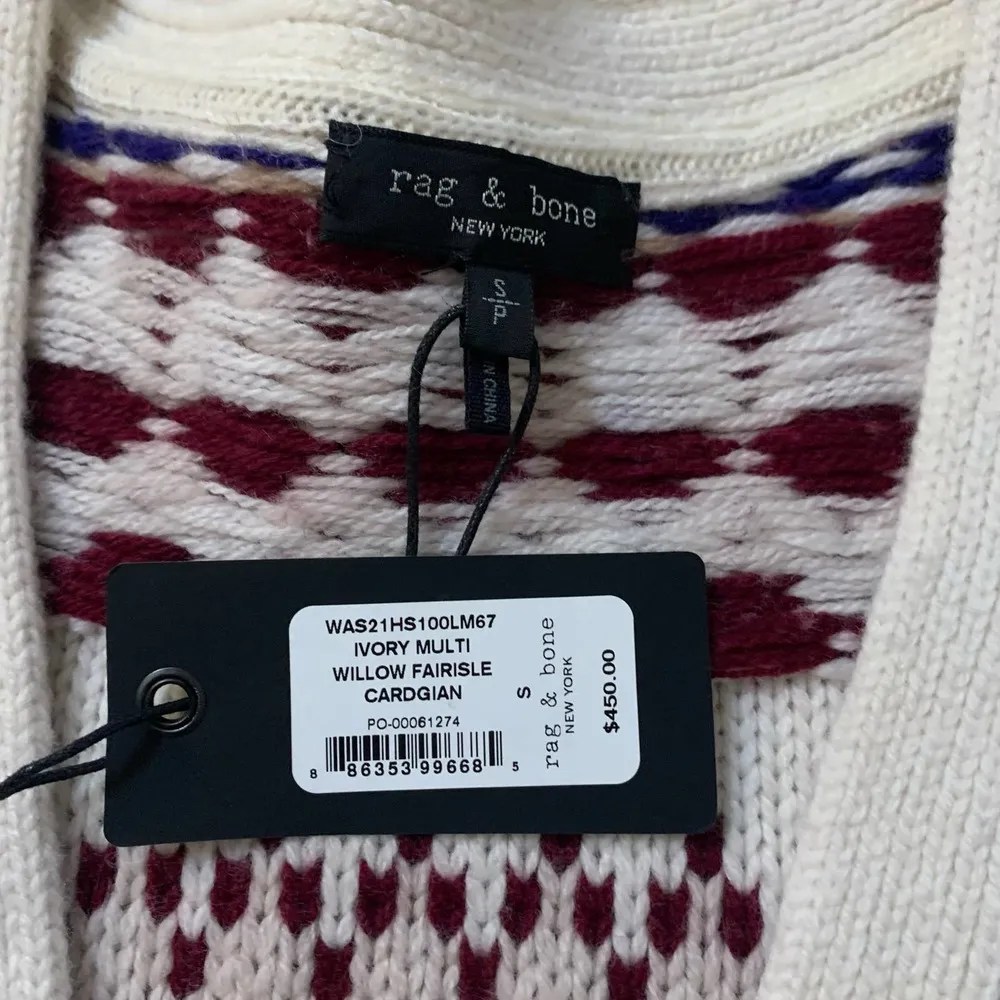 rag & bone
NEW YORK
S|P.
N CHINA
WAS21HS100LM67
IVORY MULTI
WILLOW FAIRISLE
CARDGIAN
PO-00061274
8 86353 99668 5
S
rag & bone
NEW YORK
$450.00